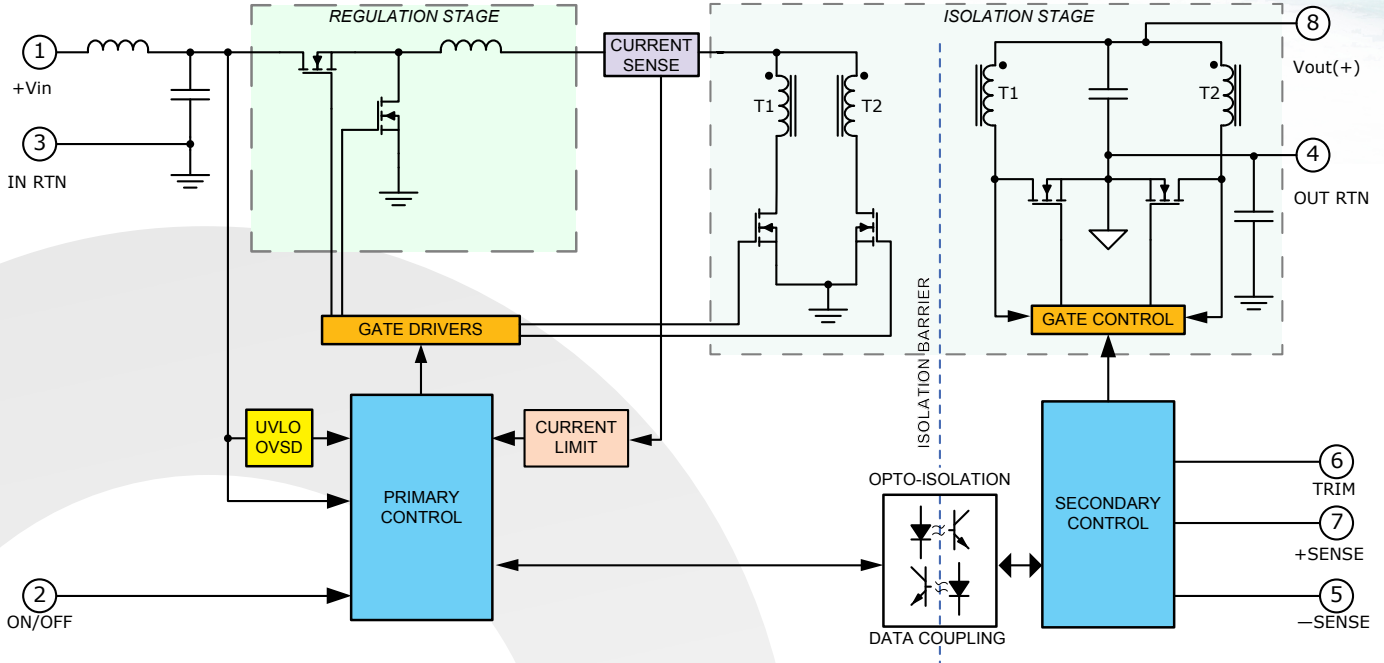 REGULATION STAGE
ISOLATION STAGE
1
+Vin
3
IN RTN
CURRENT
SENSE
T1
T2
T1
T2
8
Vout(+)
4
OUT RTN
GATE DRIVERS
GATE CONTROL
ISOLATION BARRIER
UVLO
OVSD
CURRENT
LIMIT
PRIMARY
CONTROL
OPTO-ISOLATION
DATA COUPLING
SECONDARY
CONTROL
6
TRIM
7
+SENSE
5
—SENSE
2
ON/OFF